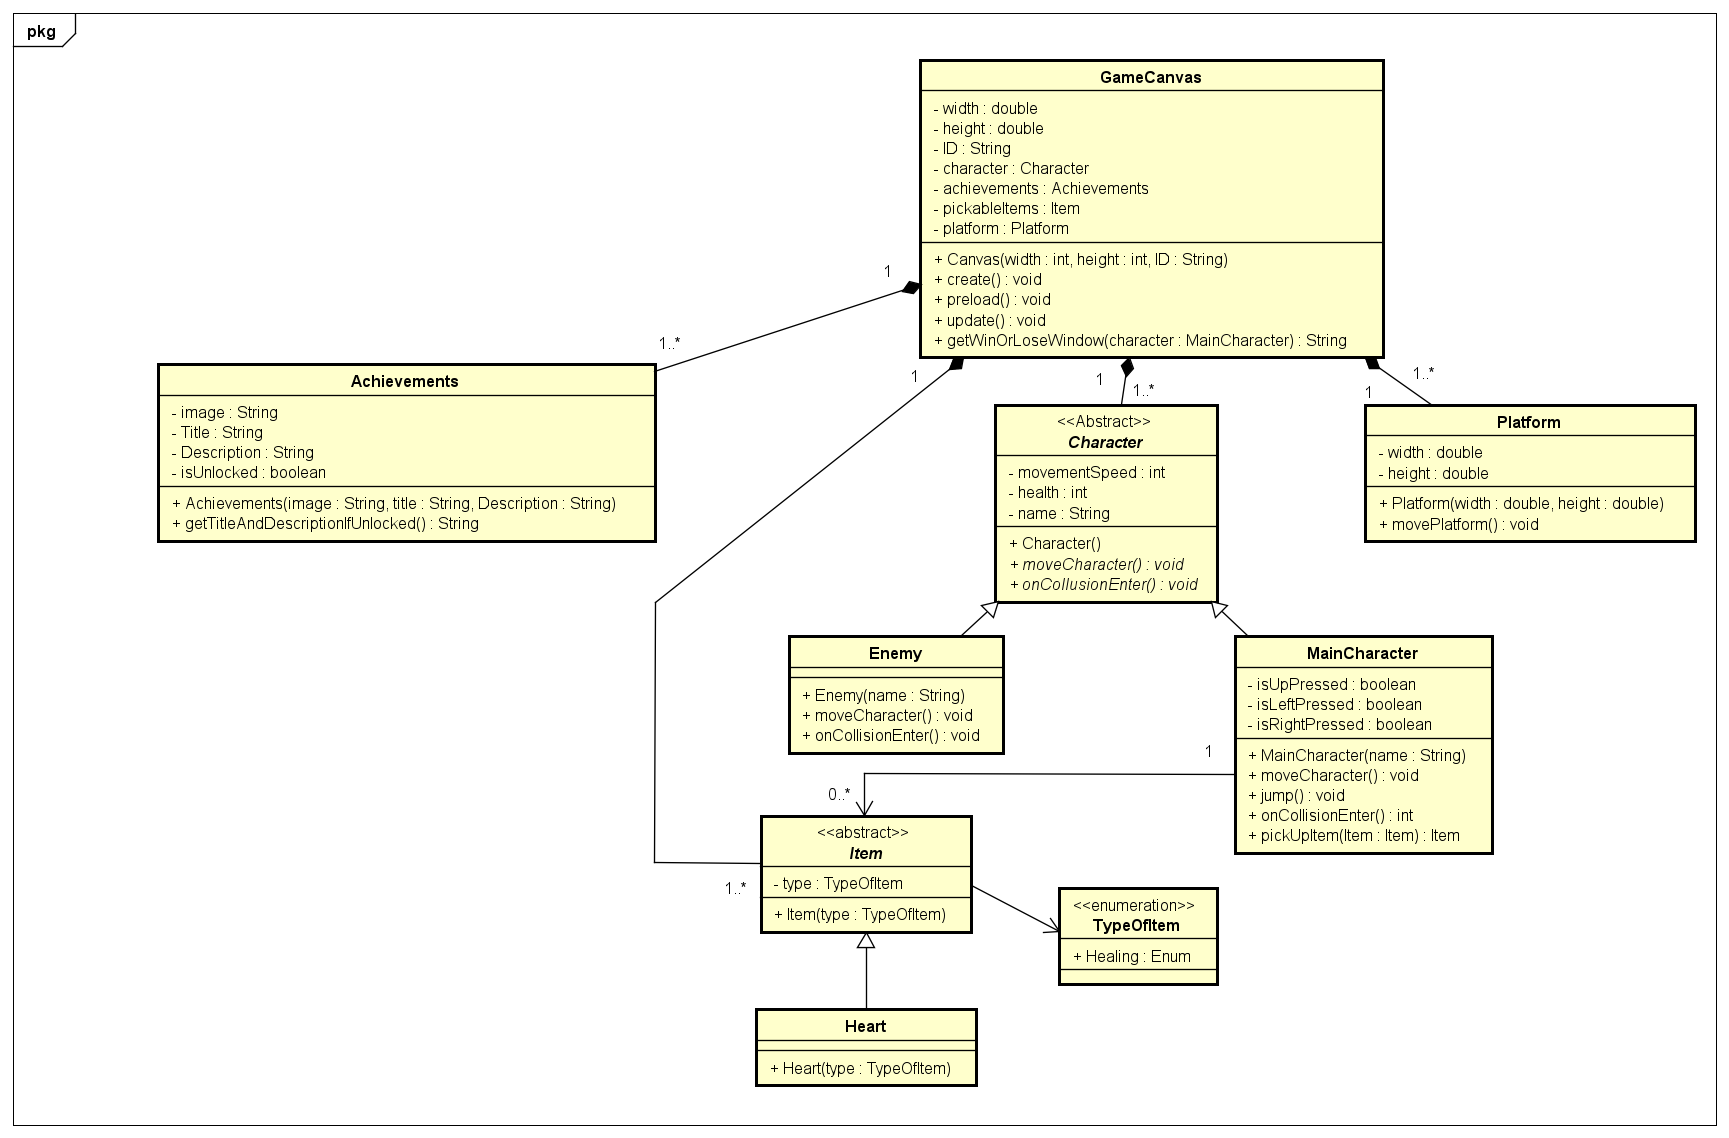 pkg
GameCanvas
- width : double
- height : double
- ID : String
- character : Character
- achievements : Achievements
- pickableItems : Item
- platform : Platform
+ Canvas(width : int, height : int, ID : String)
+ create() : void
+ preload() : void
+ update() : void
+ getWinOrLoseWindow(character : MainCharacter) : String
1
1..*
1
1
1..*
1
1..*
Achievements
- image : String
- Title : String
- Description : String
- isUnlocked : boolean
+ Achievements(image : String, title : String, Description : String)
+ getTitleAndDescriptionIfUnlocked() : String
<<Abstract>>
Character
- movementSpeed : int
- health : int
- name : String
+ Character()
+ moveCharacter() : void
+ onCollusionEnter() : void
Platform
- width : double
- height : double
+ Platform(width : double, height : double)
+ movePlatform() : void
Enemy
+ Enemy(name : String)
+ moveCharacter() : void
+ onCollisionEnter() : void
MainCharacter
- isUpPressed : boolean
- isLeftPressed : boolean
- isRightPressed : boolean
+ MainCharacter(name : String)
+ moveCharacter() : void
+ jump() : void
+ onCollisionEnter() : int
+ pickUpItem(Item : Item) : Item
1
0..*
1..*
<<abstract>>
Item
- type : TypeOfItem
+ Item(type : TypeOfItem)
<<enumeration>>
TypeOfItem
+ Healing : Enum
Heart
+ Heart(type : TypeOfItem)